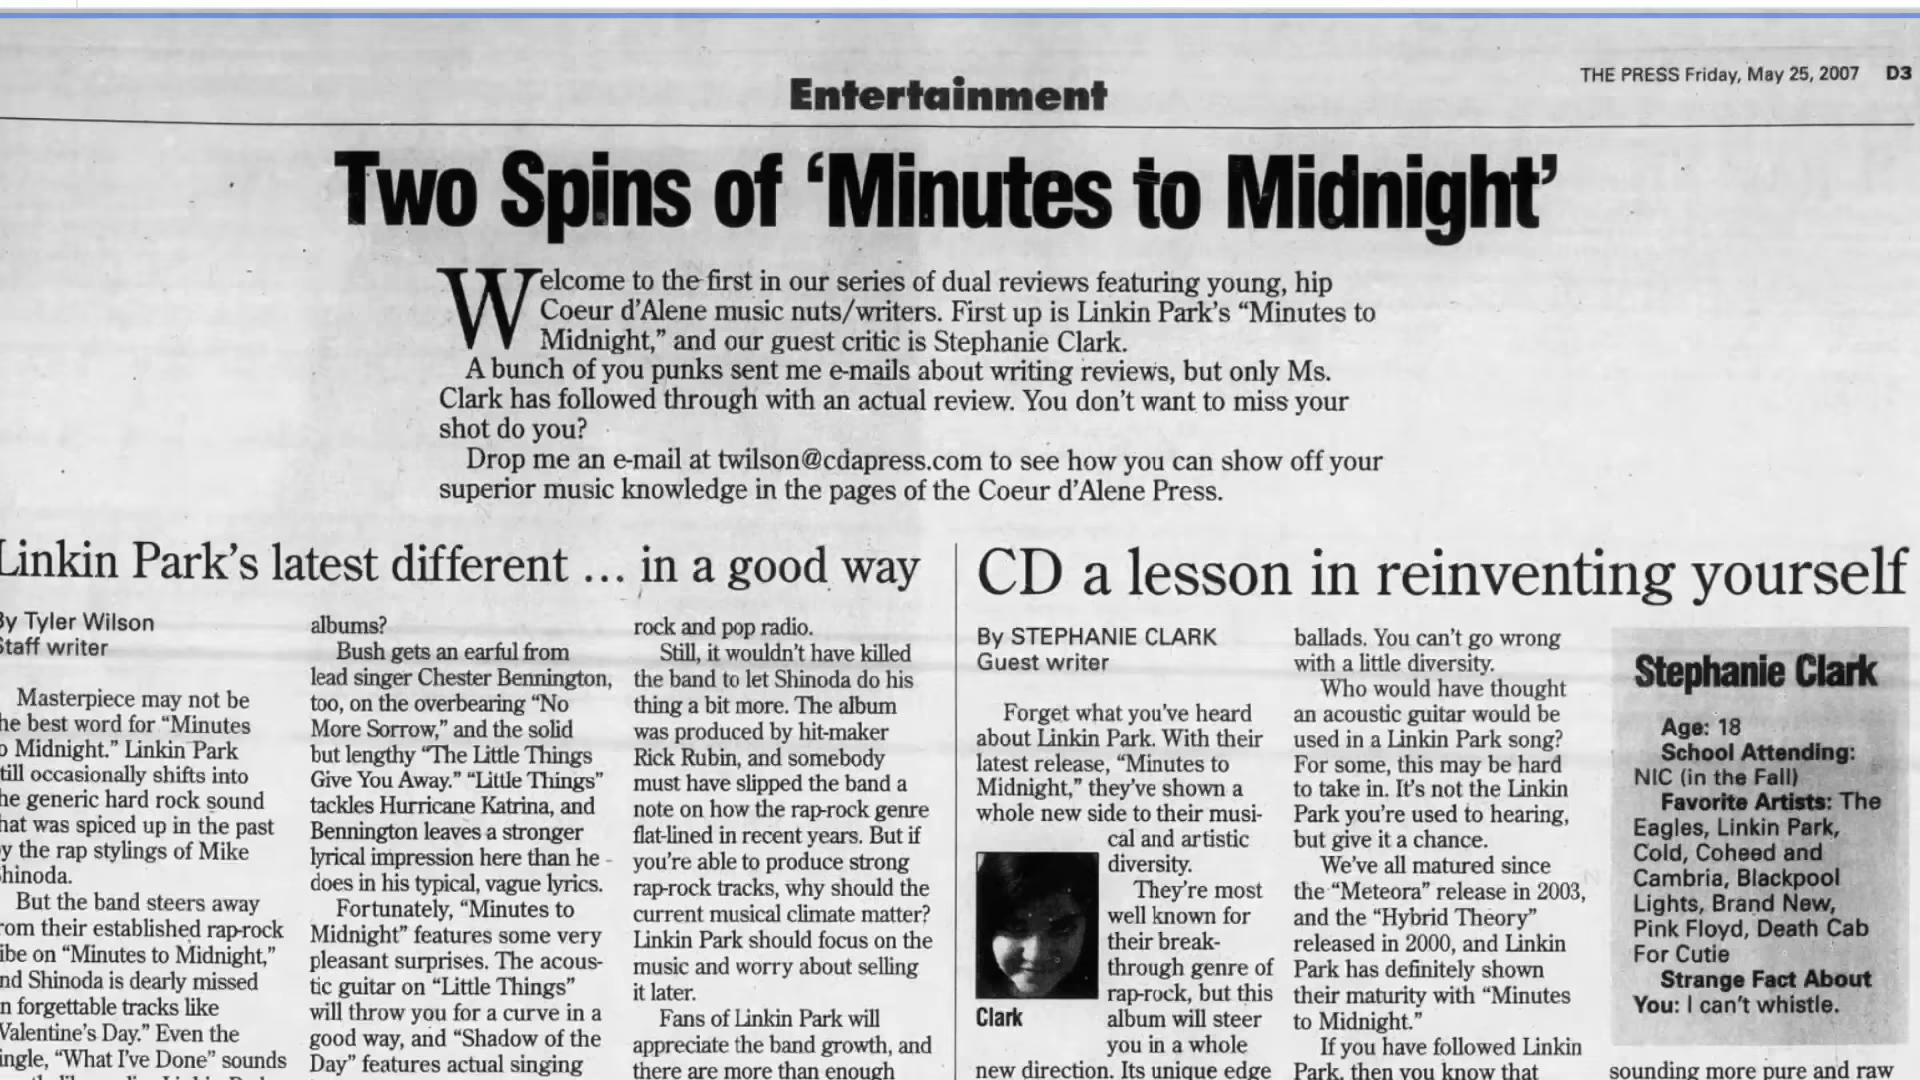 THE PRESS Friday, May 25, 2007 D3
Entertainment
Two Spins of ‘Minutes to Midnight’
Welcome to the first in our series of dual reviews featuring young, hip
Coeur d’Alene music nuts/writers. First up is Linkin Park’s “Minutes to
Midnight,” and our guest critic is Stephanie Clark.
A bunch of you punks sent me e-mails about writing reviews, but only Ms.
Clark has followed through with an actual review. You don’t want to miss your
shot do you?
Drop me an e-mail at twilson@cdapress.com to see how you can show off your
superior music knowledge in the pages of the Coeur d’Alene Press.
Linkin Park’s latest different ... in a good way
By Tyler Wilson
Staff writer
Masterpiece may not be
he best word for “Minutes
o Midnight.” Linkin Park
till occasionally shifts into
he generic hard rock sound
hat was spiced up in the past
y the rap stylings of Mike
hinoda.
But the band steers away
rom their established rap-rock
ibe on “Minutes to Midnight,”
nd Shinoda is dearly missed
n forgettable tracks like
Valentine’s Day.” Even the
ingle, “What I’ve Done” sounds
albums?
Bush gets an earful from
lead singer Chester Bennington,
too, on the overbearing “No
More Sorrow,” and the solid
but lengthy “The Little Things
Give You Away.” “Little Things”
tackles Hurricane Katrina, and
Bennington leaves a stronger
lyrical impression here than he
does in his typical, vague lyrics.
Fortunately, “Minutes to
Midnight” features some very
pleasant surprises. The acous-
tic guitar on “Little Things”
will throw you for a curve in a
good way, and “Shadow of the
Day” features actual singing
rock and pop radio.
Still, it wouldn’t have killed
the band to let Shinoda do his
thing a bit more. The album
was produced by hit-maker
Rick Rubin, and somebody
must have slipped the band a
note on how the rap-rock genre
flat-lined in recent years. But if
you’re able to produce strong
rap-rock tracks, why should the
current musical climate matter?
Linkin Park should focus on the
music and worry about selling
it later.
Fans of Linkin Park will
appreciate the band growth, and
there are more than enough
CD a lesson in reinventing yourself
By STEPHANIE CLARK
Guest writer
Forget what you’ve heard
about Linkin Park. With their
latest release, “Minutes to
Midnight,” they’ve shown a
whole new side to their musi-
cal and artistic
diversity.
They’re most
well known for
their break-
through genre of
rap-rock, but this
album will steer
you in a whole
new direction. Its unique edge
Clark
ballads. You can’t go wrong
with a little diversity.
Who would have thought
an acoustic guitar would be
used in a Linkin Park song?
For some, this may be hard
to take in. It’s not the Linkin
Park you’re used to hearing,
but give it a chance.
We’ve all matured since
the “Meteora” release in 2003,
and the “Hybrid Theory”
released in 2000, and Linkin
Park has definitely shown
their maturity with “Minutes
to Midnight.”
If you have followed Linkin
Park, then you know that
Stephanie Clark
Age: 18
School Attending:
NIC (in the Fall)
Favorite Artists: The
Eagles, Linkin Park,
Cold, Coheed and
Cambria, Blackpool
Lights, Brand New,
Pink Floyd, Death Cab
For Cutie
Strange Fact About
You: I can’t whistle.
sounding more pure and raw